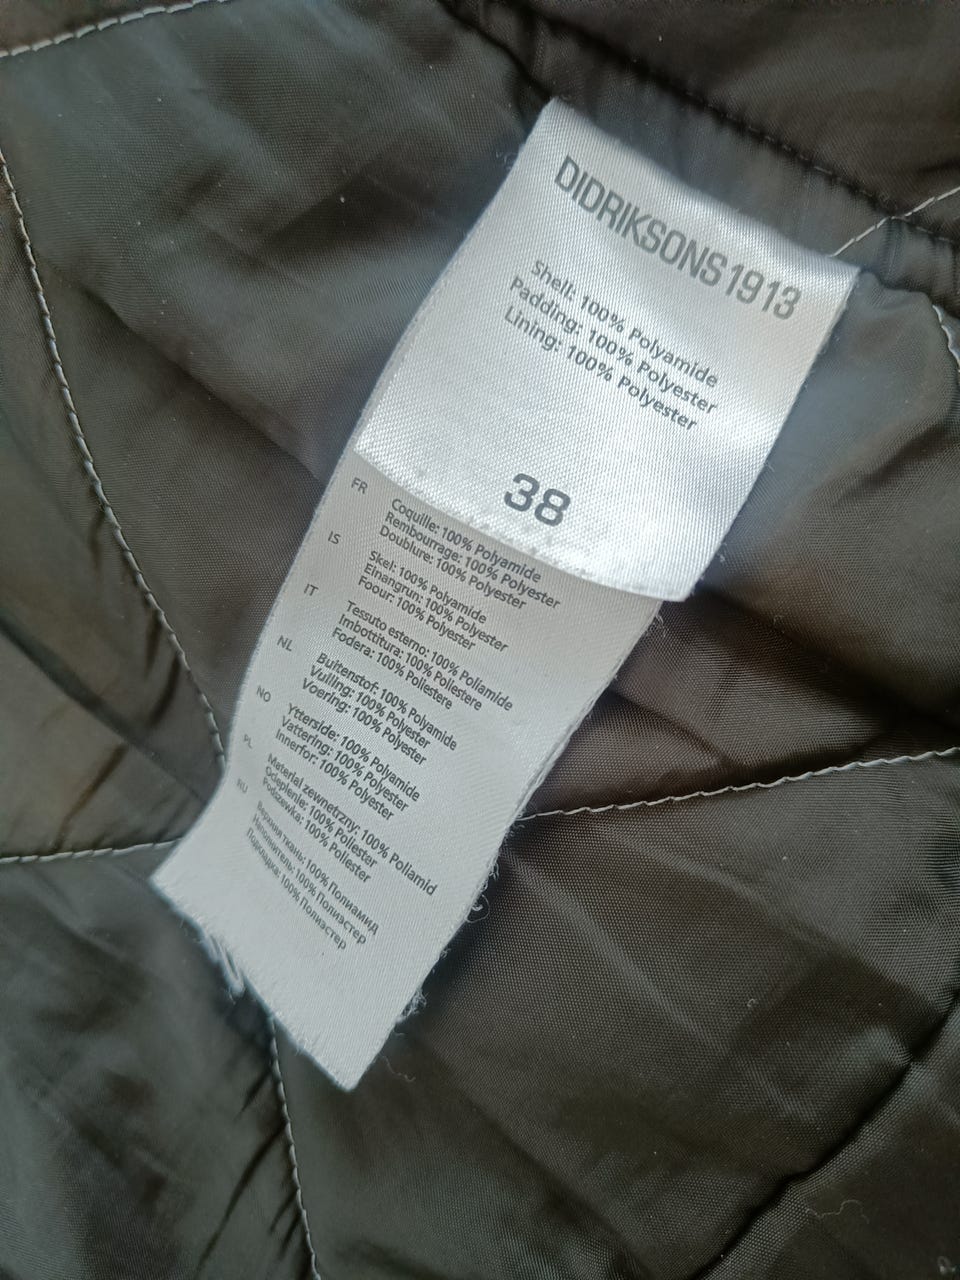 DIDRIKSONS1913
Shell: 100% Polyamide
Padding: 100% Polyester
Lining: 100% Polyester
38
FR
Coquille: 100% Polyamide
Rembourrage: 100% Polyester
Doublure: 100% Polyester
IS
Skel: 100% Polyamide
Einangrun: 100% Polyester
Foour: 100% Polyester
IT
Tessuto esterno: 100% Poliamide
Imbottitura: 100% Poliestere
Fodera: 100% Poliestere
NL
Buitenstof: 100% Polyamide
Vulling: 100% Polyester
Voering: 100% Polyester
NO
Ytterside: 100% Polyamide
Vattering: 100% Polyester
Innerfor: 100% Polyester
PL
Materiał zewnetrzny: 100% Poliamid
Ocieplenie: 100% Poliester
Podszewka: 100% Poliester
RU
Верхняя ткань: 100% Полиамид
Наполнитель: 100% Полиэстер
Подкладка: 100% Полиэстер